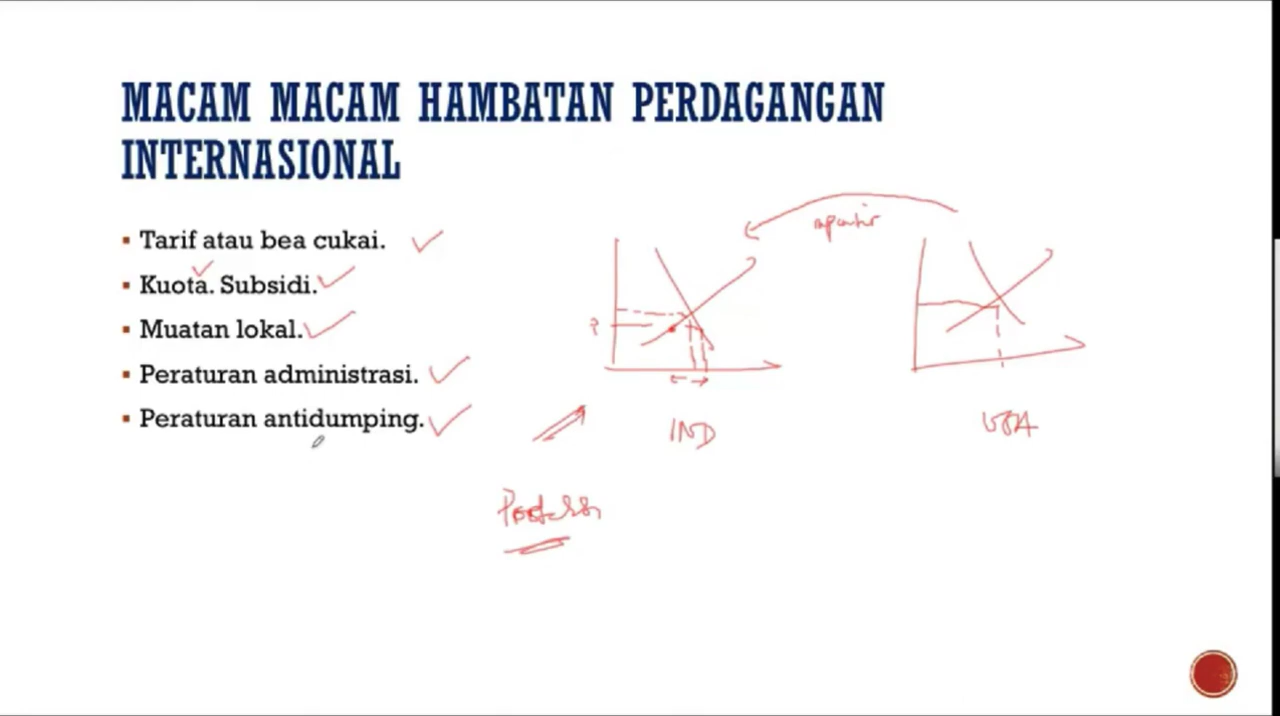 MACAM MACAM HAMBATAN PERDAGANGAN
INTERNASIONAL
▪ Tarif atau bea cukai.
▪ Kuota. Subsidi.
▪ Muatan lokal.
▪ Peraturan administrasi.
▪ Peraturan antidumping.
IND
USA